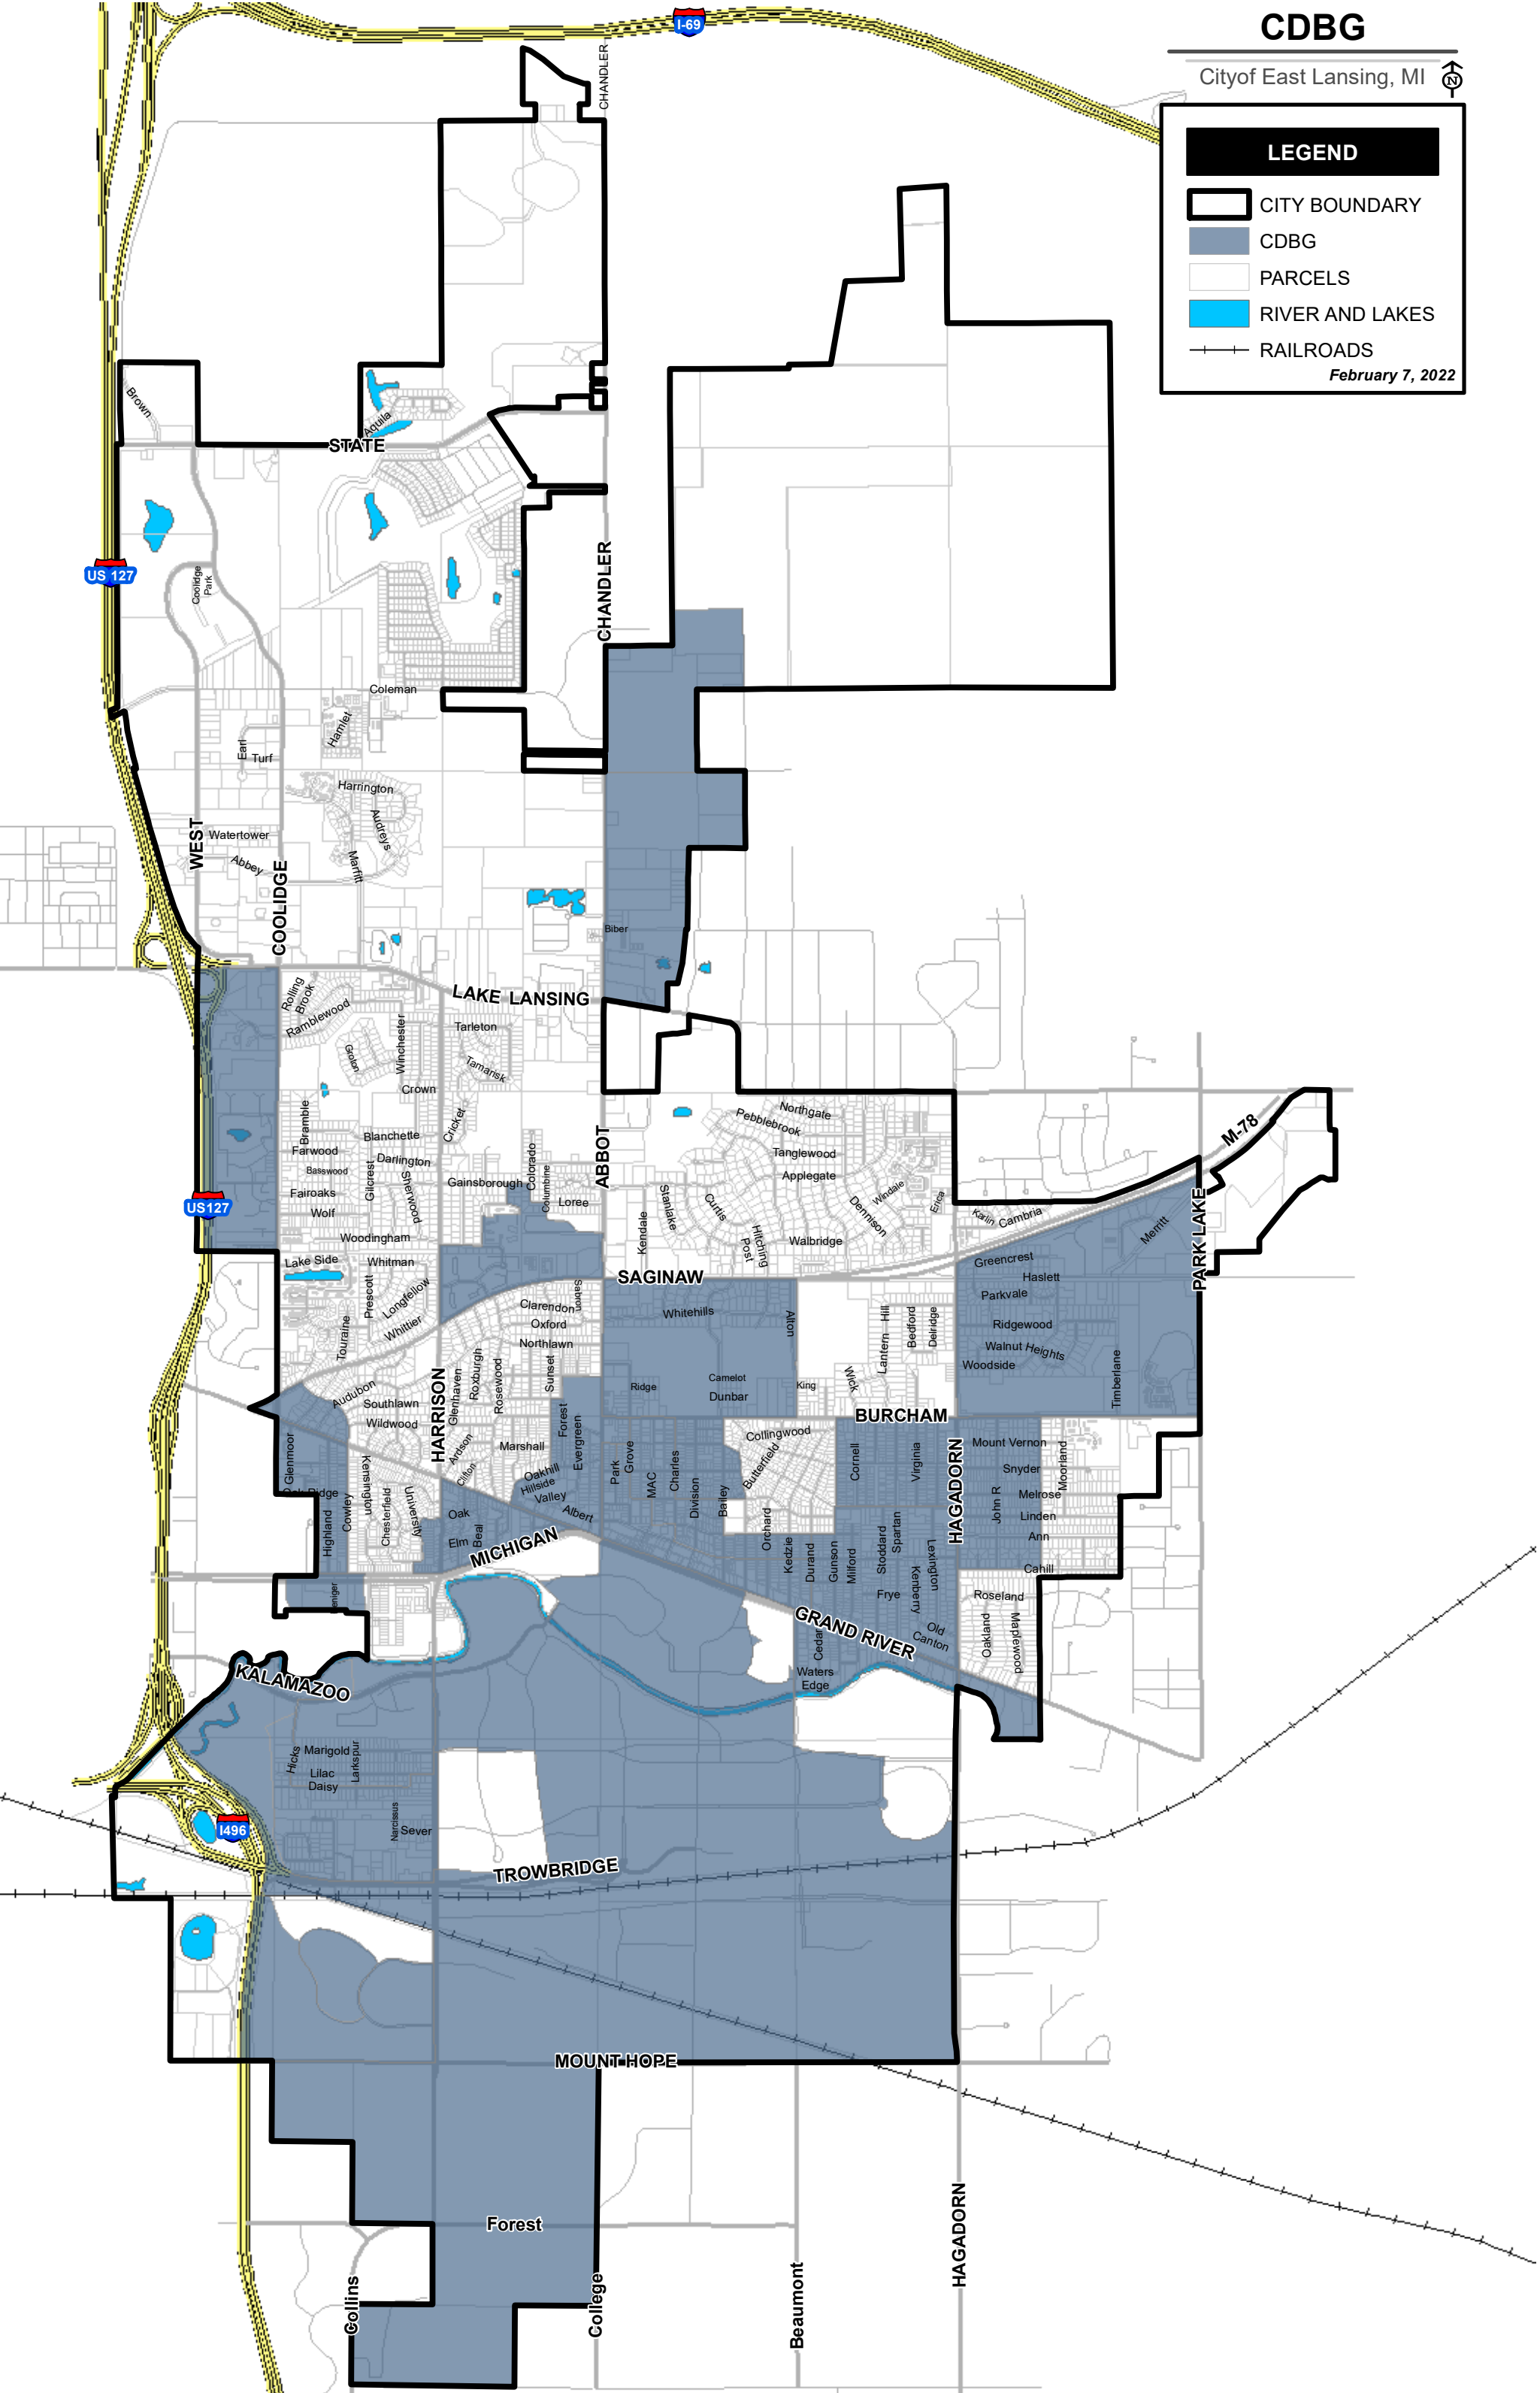 CDBG
Cityof East Lansing, MI
N
LEGEND
CITY BOUNDARY
CDBG
PARCELS
RIVER AND LAKES
RAILROADS
February 7, 2022
I-69
CHANDLER
Brown
Aquila
STATE
US 127
Coolidge
Park
CHANDLER
Coleman
Hamlet
Earl
Turf
Harrington
Audreys
WEST
Watertower
Abbey
Marfitt
COOLIDGE
Biber
LAKE LANSING
Rolling
Brook
Ramblewood
Winchester
Tarleton
Grolon
Tamarisk
Crown
Bramble
Cricket
Blanchette
ABBOT
Northgate
Pebblebrook
M-78
Farwood
Darlington
Colorado
Tanglewood
Basswood
Gilcrest
Columbine
Applegate
Sherwood
Gainsborough
Fairoaks
Loree
Stanlake
Curtis
Windale
Erica
US127
Wolf
Kendale
Dennison
Karin
Cambria
Merritt
PARK LAKE
Woodingham
Hitching
Post
Walbridge
Lake Side
Whitman
Greencrest
SAGINAW
Haslett
Prescott
Longfellow
Sabron
Parkvale
Clarendon
Whitehills
Alton
Hill
Lantern
Bedford
Delridge
Touraine
Whittier
Oxford
Ridgewood
Northlawn
Walnut Heights
Roxburgh
Sunset
Woodside
HARRISON
Glenhaven
Rosewood
Camelot
Ridge
Dunbar
King
Wick
Timberlane
Audubon
Southlawn
Wildwood
BURCHAM
Forest
Evergreen
Collingwood
Glenmoor
Ardson
Marshall
Park
Grove
Butterfield
Cornell
Virginia
HAGADORN
Mount Vernon
Moorland
Clifton
Oakhill
Hillside
Valley
MAC
Charles
Division
Bailey
Snyder
Oak Ridge
Kensington
Melrose
John R
Highland
Cowley
Chesterfield
University
Oak
Albert
Orchard
Linden
Elm
Beal
MICHIGAN
Kedzie
Durand
Gunson
Milford
Stoddard
Spartan
Lexington
Ann
Cahill
Kenberry
Frye
Roseland
GRAND RIVER
Cedar
Old
Canton
Oakland
Maplewood
Waters
Edge
KALAMAZOO
Hicks
Marigold
Larkspur
Lilac
Daisy
I496
Narcissus
Sever
TROWBRIDGE
MOUNT HOPE
Forest
HAGADORN
Collins
College
Beaumont